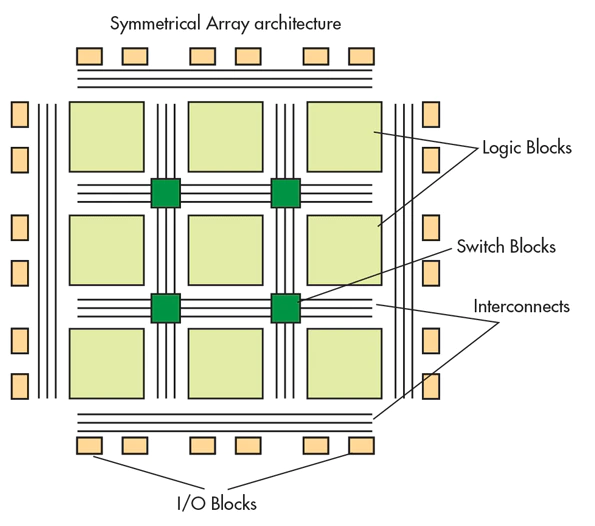 Symmetrical Array architecture
Logic Blocks
Switch Blocks
Interconnects
I/O Blocks